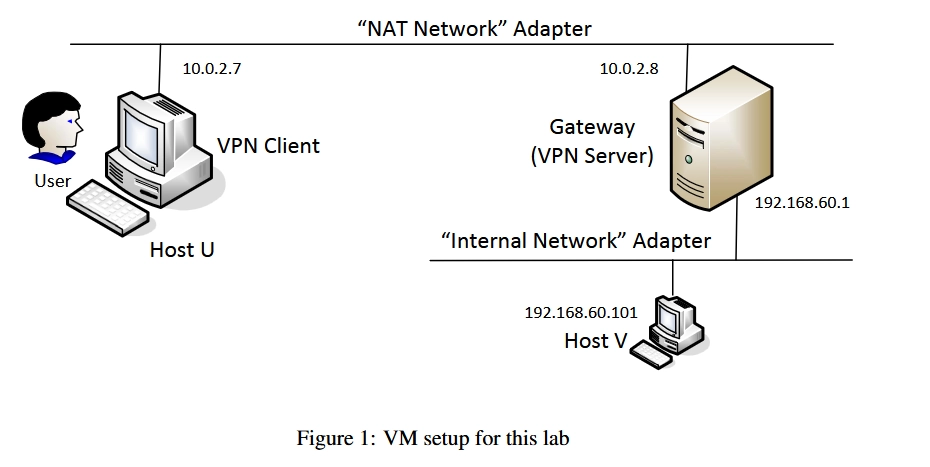 “NAT Network” Adapter
10.0.2.7
10.0.2.8
User
VPN Client
Host U
Gateway
(VPN Server)
192.168.60.1
“Internal Network” Adapter
192.168.60.101
Host V
Figure 1: VM setup for this lab